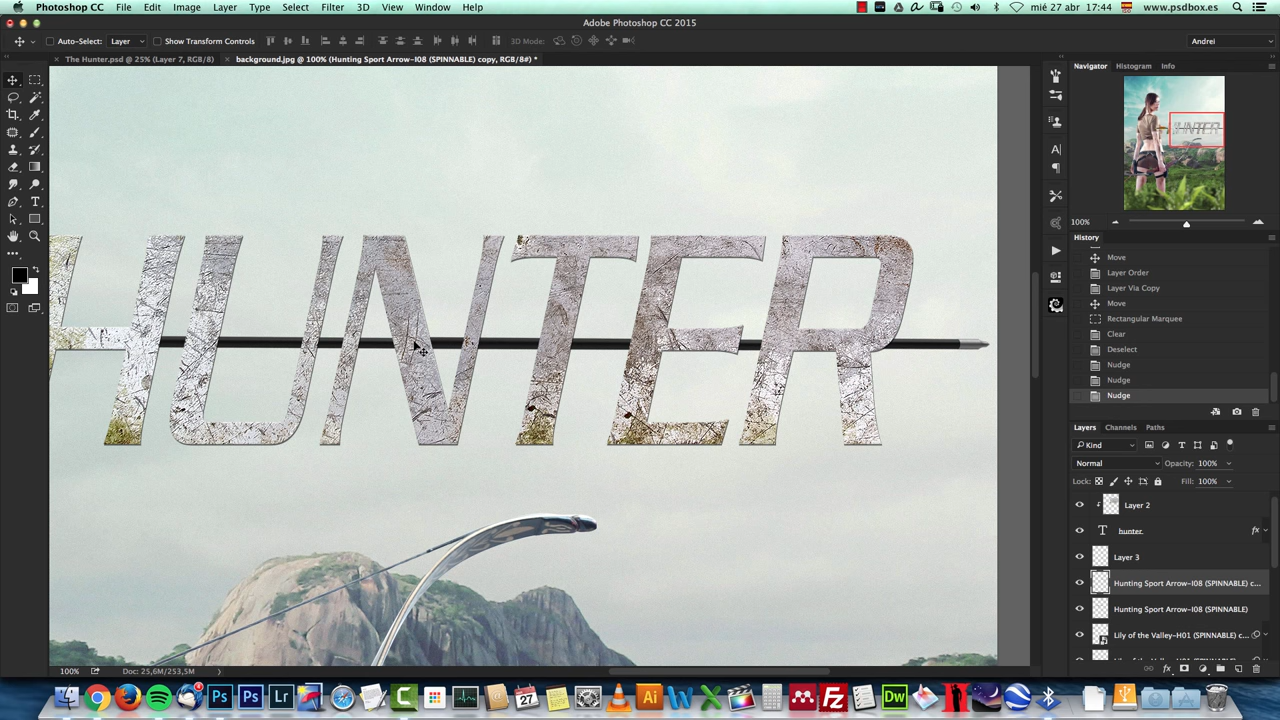 Photoshop CC File Edit Image Layer Type Select Filter 3D View Window Help mié 27 abr 17:44 www.psdbox.es
Adobe Photoshop CC 2015
Auto-Select: Layer Show Transform Controls 3D Mode: Andrei
The Hunter.psd @ 25% (Layer 7, RGB/8) background.jpg @ 100% (Hunting Sport Arrow-I08 (SPINNABLE) copy, RGB/8#) *
Navigator Histogram Info
HUNTER
100%
History
Move
Layer Order
Layer Via Copy
Move
Rectangular Marquee
Clear
Deselect
Nudge
Nudge
Nudge
Layers Channels Paths
Kind
Normal Opacity: 100%
Lock: Fill: 100%
Layer 2
hunter
Layer 3
Hunting Sport Arrow-I08 (SPINNABLE) c...
Hunting Sport Arrow-I08 (SPINNABLE)
Lily of the Valley-H01 (SPINNABLE) c...
HUNTER
100% Doc: 25,6M/253,5M